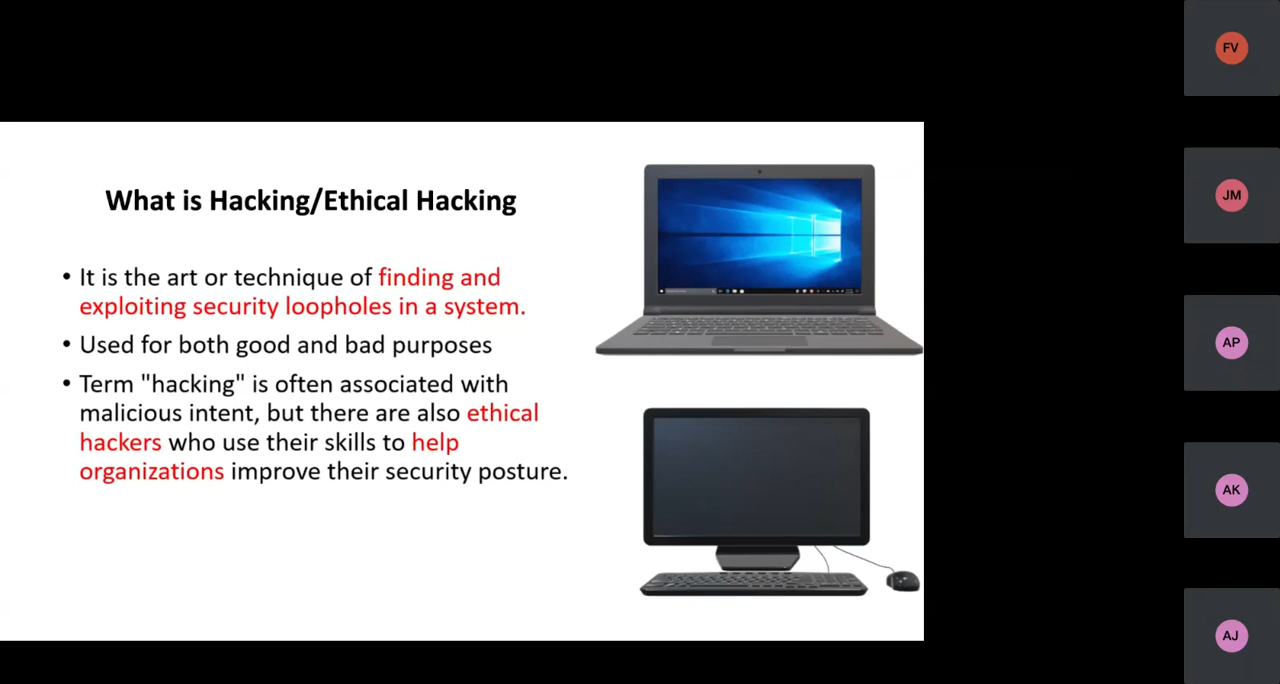 What is Hacking/Ethical Hacking
• It is the art or technique of finding and
exploiting security loopholes in a system.
• Used for both good and bad purposes
• Term "hacking" is often associated with
malicious intent, but there are also ethical
hackers who use their skills to help
organizations improve their security posture.
FV
JM
AP
AK
AJ